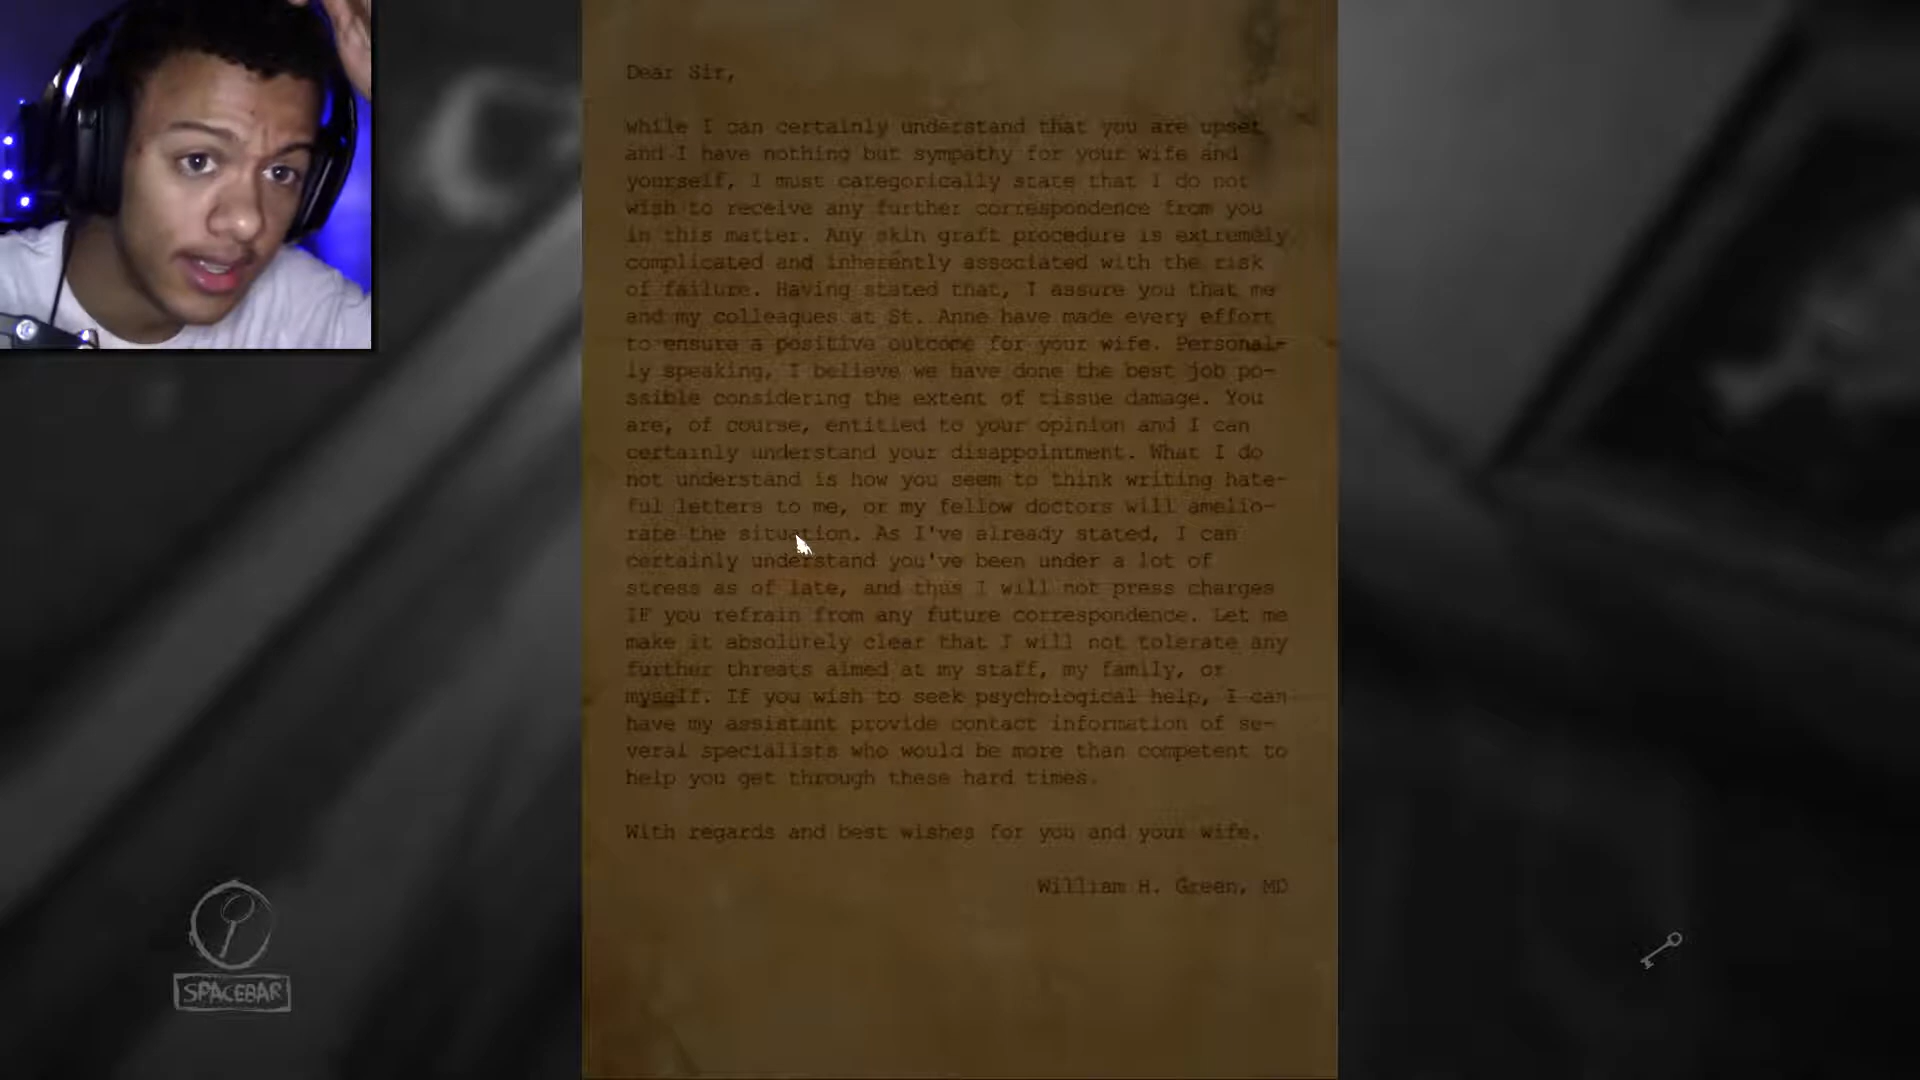 Dear Sir,
while I can certainly understand that you are upset
and I have nothing but sympathy for your wife and
yourself, I must categorically state that I do not
wish to receive any further correspondence from you
in this matter. Any skin graft procedure is extremely
complicated and inherently associated with the risk
of failure. Having stated that, I assure you that me
and my colleagues at St. Anne have made every effort
to ensure a positive outcome for your wife. Personal-
ly speaking, I believe we have done the best job po-
ssible considering the extent of tissue damage. You
are, of course, entitled to your opinion and I can
certainly understand your disappointment. What I do
not understand is how you seem to think writing hate-
ful letters to me, or my fellow doctors will amelio-
rate the situation. As I've already stated, I can
certainly understand you've been under a lot of
stress as of late, and thus I will not press charges
IF you refrain from any future correspondence. Let me
make it absolutely clear that I will not tolerate any
further threats aimed at my staff, my family, or
myself. If you wish to seek psychological help, I can
have my assistant provide contact information of se-
veral specialists who would be more than competent to
help you get through these hard times.
With regards and best wishes for you and your wife.
William H. Green, MD
SPACEBAR